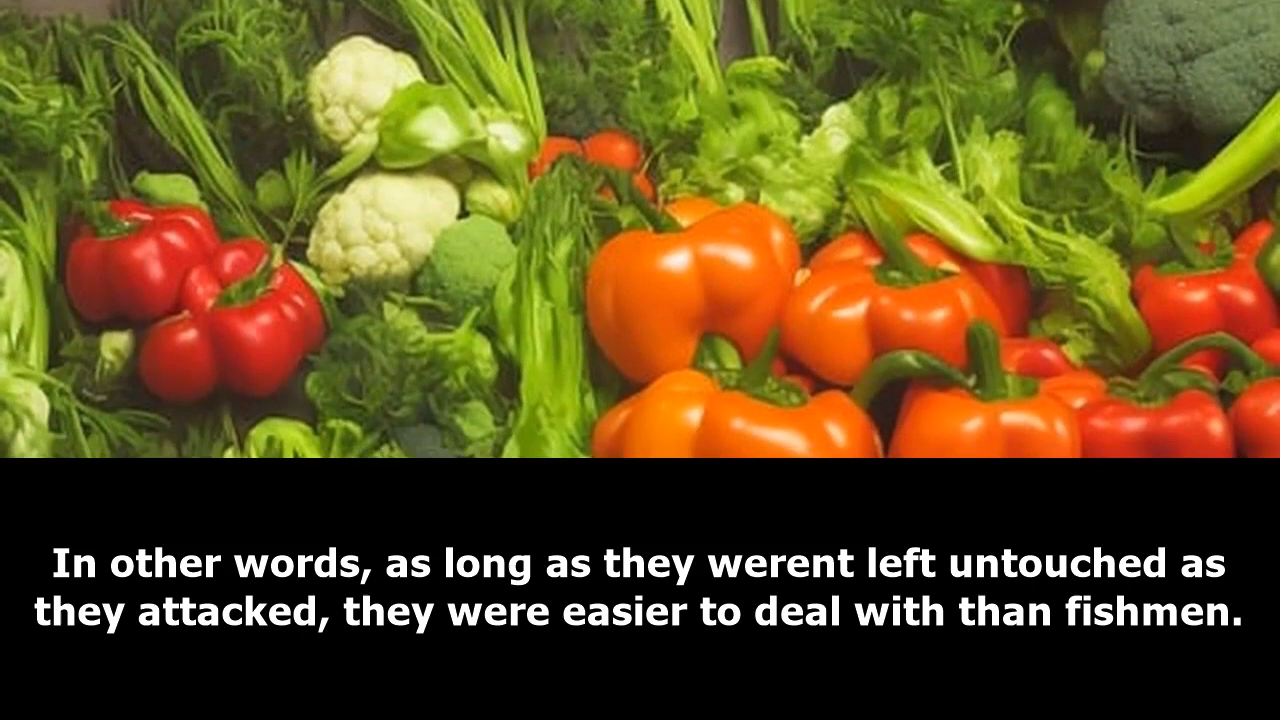 In other words, as long as they werent left untouched as
they attacked, they were easier to deal with than fishmen.